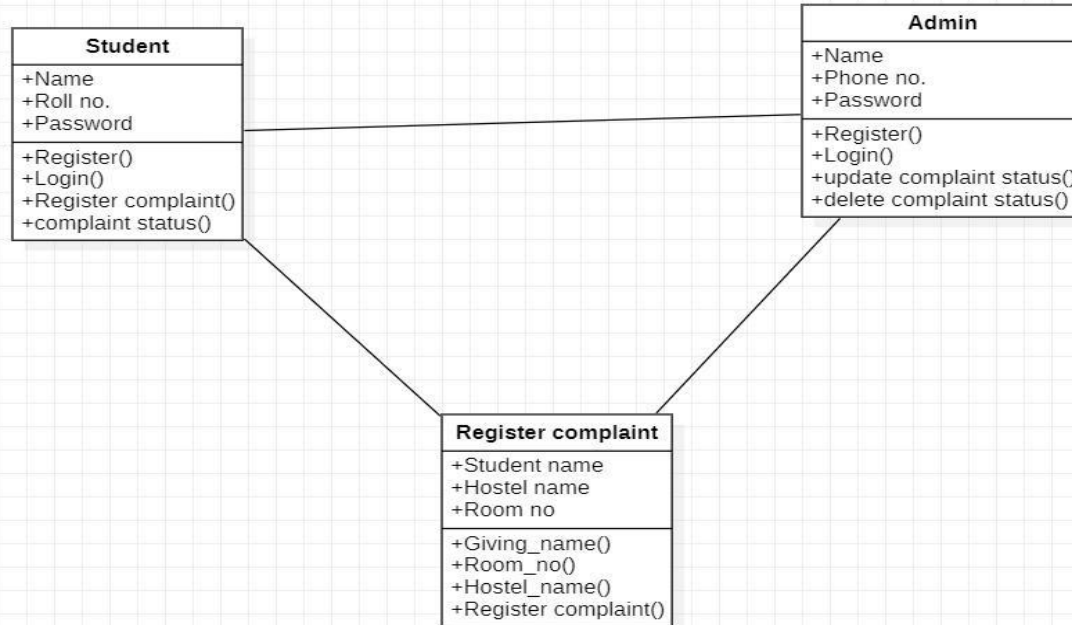 Student
+Name
+Roll no.
+Password
+Register()
+Login()
+Register complaint()
+complaint status()
Admin
+Name
+Phone no.
+Password
+Register()
+Login()
+update complaint status()
+delete complaint status()
Register complaint
+Student name
+Hostel name
+Room no
+Giving_name()
+Room_no()
+Hostel_name()
+Register complaint()